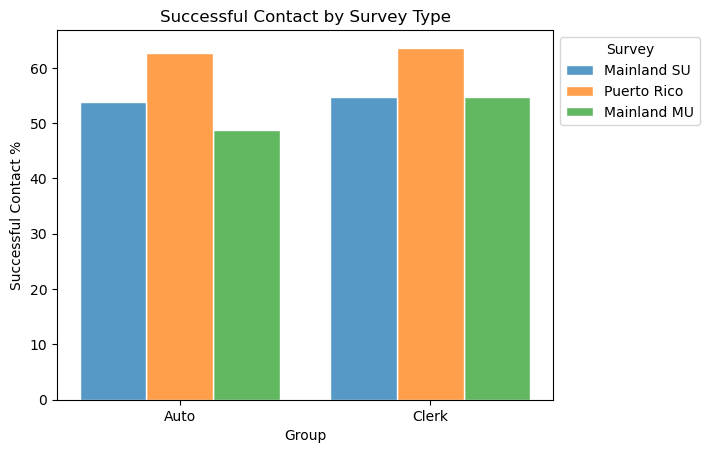 Successful Contact by Survey Type
Successful Contact %
60
50
40
30
20
10
0
Auto
Clerk
Group
Survey
Mainland SU
Puerto Rico
Mainland MU